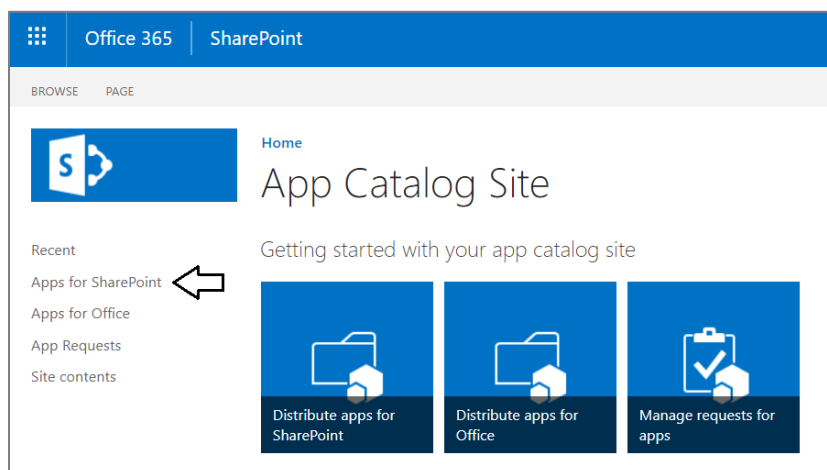 Office 365 SharePoint
BROWSE PAGE
S
Home
App Catalog Site
Recent
Apps for SharePoint
Apps for Office
App Requests
Site contents
Getting started with your app catalog site
Distribute apps for
SharePoint
Distribute apps for
Office
Manage requests for
apps